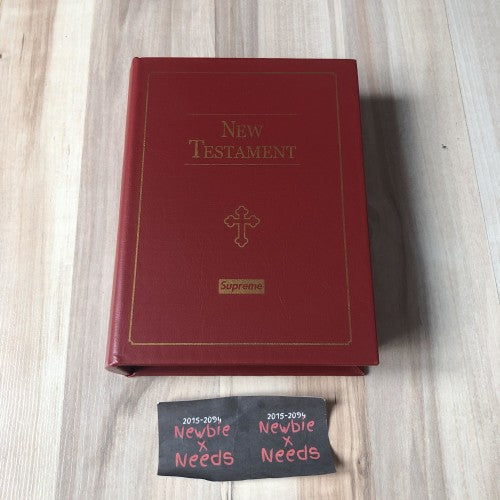 New
Testament
Supreme
2015-2094
Newbie
x
Needs
2015-2094
Newbie
x
Needs